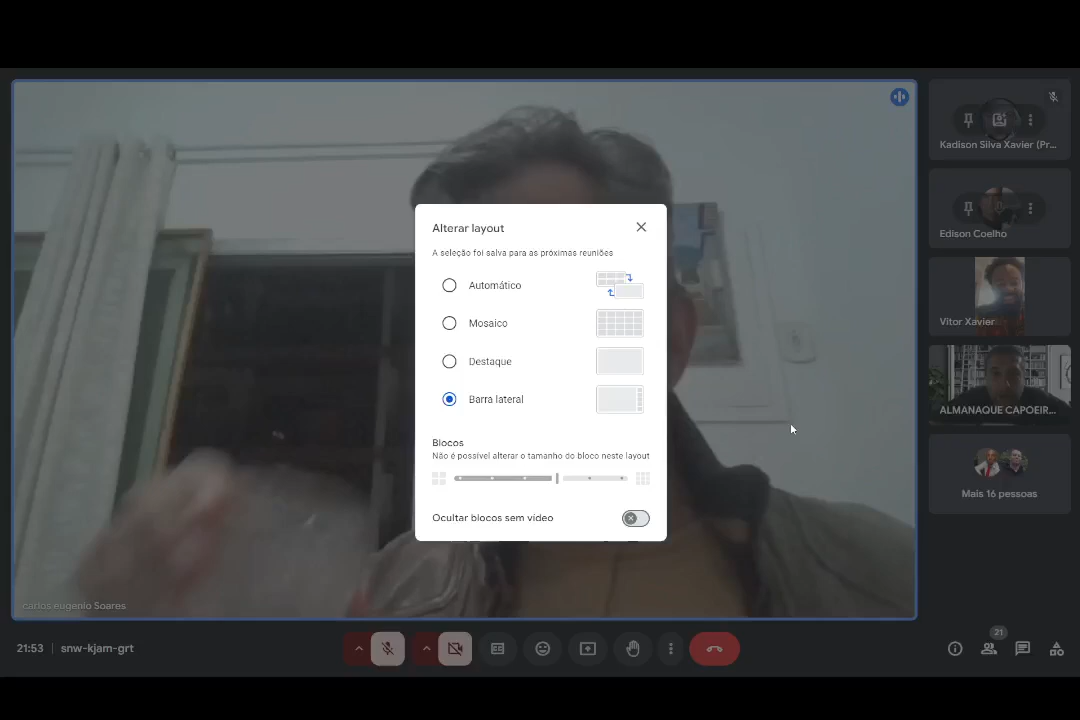 Kadison Silva Xavier (Pr...
Edison Coelho
Vitor Xavier
ALMANAQUE CAPOEIR...
Mais 16 pessoas
Alterar layout
A seleção foi salva para as próximas reuniões
Automático
Mosaico
Destaque
Barra lateral
Blocos
Não é possível alterar o tamanho do bloco neste layout
Ocultar blocos sem vídeo
carlos eugenio Soares
21:53 | snw-kjam-grt
CC
21